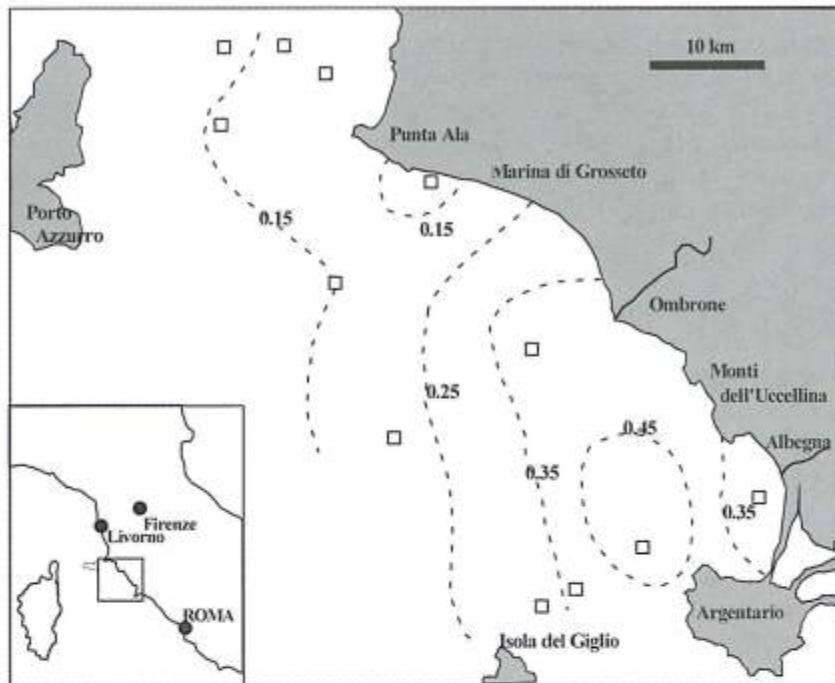 10 km
Punta Ala
Marina di Grosseto
Porto
Azzurro
0.15
0.15
Ombrone
Monti
dell'Uccellina
0.25
0.45
Albegna
0.35
0.35
Firenze
Livorno
ROMA
Argentario
Isola del Giglio